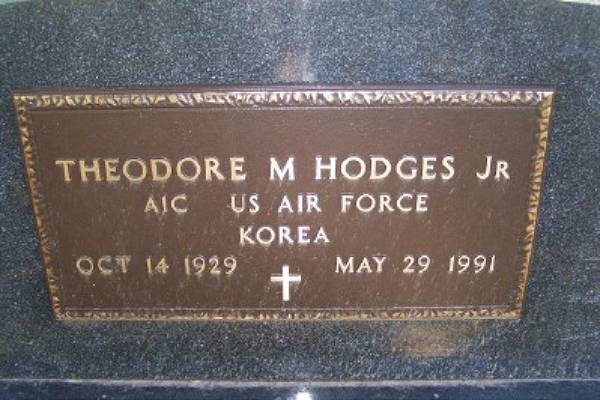 THEODORE M HODGES JR
A1C US AIR FORCE
KOREA
OCT 14 1929 MAY 29 1991